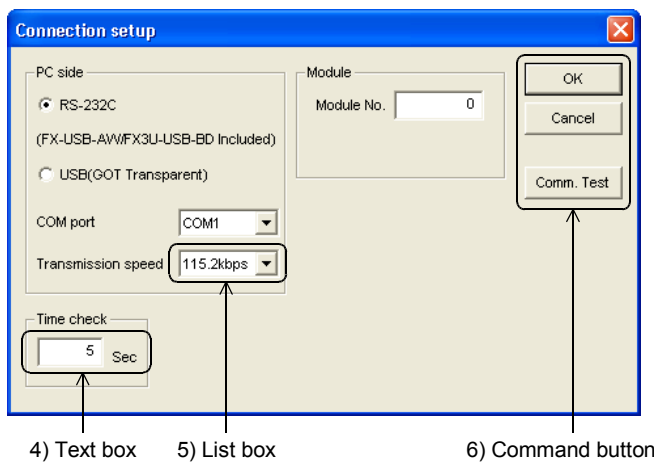 Connection setup
PC side
RS-232C
(FX-USB-AW/FX3U-USB-BD Included)
USB(GOT Transparent)
COM port
COM1
Transmission speed
115.2kbps
Module
Module No.
0
OK
Cancel
Comm. Test
Time check
5
Sec
4) Text box
5) List box
6) Command button